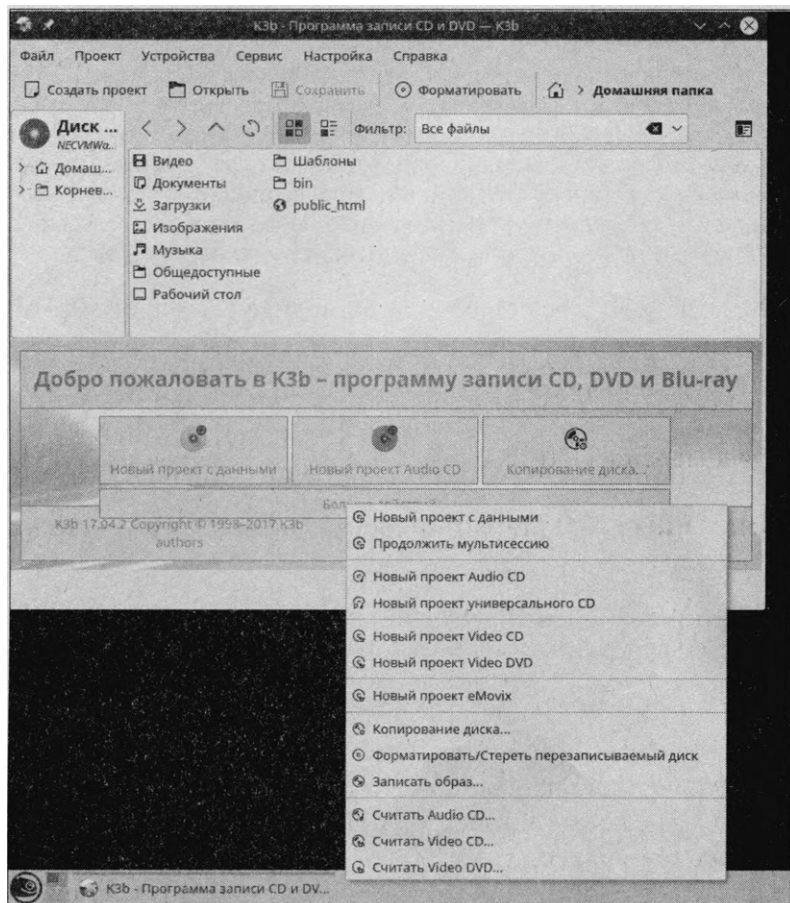 K3b - Программа записи CD и DVD — K3b
Файл Проект Устройства Сервис Настройка Справка
Создать проект Открыть Сохранить Форматировать > Домашняя папка
Диск ...
NECVMWa...
Фильтр: Все файлы
> Домаш...
> Корнев...
Видео
Документы
Загрузки
Изображения
Музыка
Общедоступные
Рабочий стол
Шаблоны
bin
public_html
Добро пожаловать в K3b – программу записи CD, DVD и Blu-ray
Новый проект с данными Новый проект Audio CD Копирование диска...
K3b 17.04.2 Copyright © 1998–2017 K3b
authors
Новый проект с данными
Продолжить мультисессию
Новый проект Audio CD
Новый проект универсального CD
Новый проект Video CD
Новый проект Video DVD
Новый проект eMovix
Копирование диска...
Форматировать/Стереть перезаписываемый диск
Записать образ...
Считать Audio CD...
Считать Video CD...
Считать Video DVD...
K3b - Программа записи CD и DV...